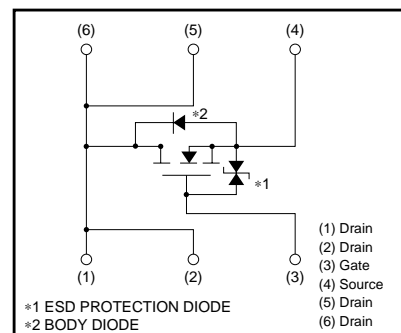 (6) (5) (4)
∗2
∗1
(1) (2) (3)
(1) Drain
(2) Drain
(3) Gate
(4) Source
(5) Drain
(6) Drain
∗1 ESD PROTECTION DIODE
∗2 BODY DIODE